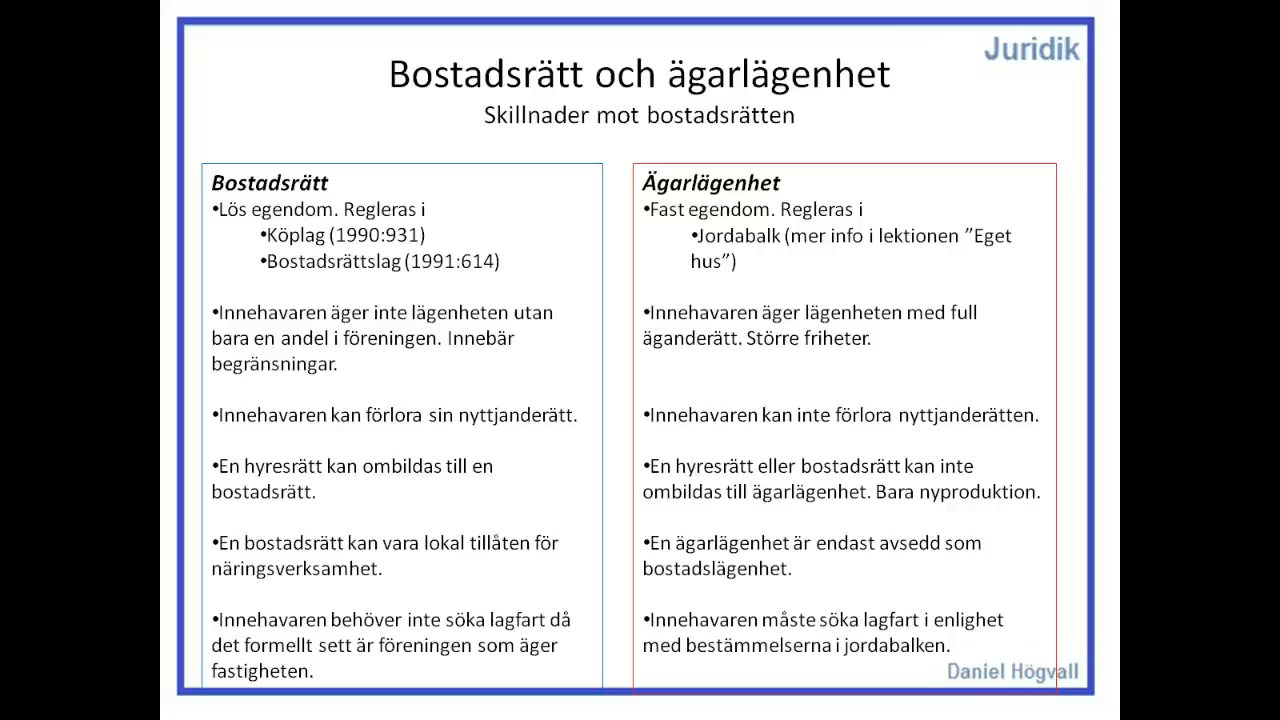 Juridik
Bostadsrätt och ägarlägenhet
Skillnader mot bostadsrätten
Bostadsrätt
•Lös egendom. Regleras i
•Köplag (1990:931)
•Bostadsrättslag (1991:614)
•Innehavaren äger inte lägenheten utan
bara en andel i föreningen. Innebär
begränsningar.
•Innehavaren kan förlora sin nyttjanderätt.
•En hyresrätt kan ombildas till en
bostadsrätt.
•En bostadsrätt kan vara lokal tillåten för
näringsverksamhet.
•Innehavaren behöver inte söka lagfart då
det formellt sett är föreningen som äger
fastigheten.
Ägarlägenhet
•Fast egendom. Regleras i
•Jordabalk (mer info i lektionen ”Eget
hus”)
•Innehavaren äger lägenheten med full
äganderätt. Större friheter.
•Innehavaren kan inte förlora nyttjanderätten.
•En hyresrätt eller bostadsrätt kan inte
ombildas till ägarlägenhet. Bara nyproduktion.
•En ägarlägenhet är endast avsedd som
bostadslägenhet.
•Innehavaren måste söka lagfart i enlighet
med bestämmelserna i jordabalken.
Daniel Högvall